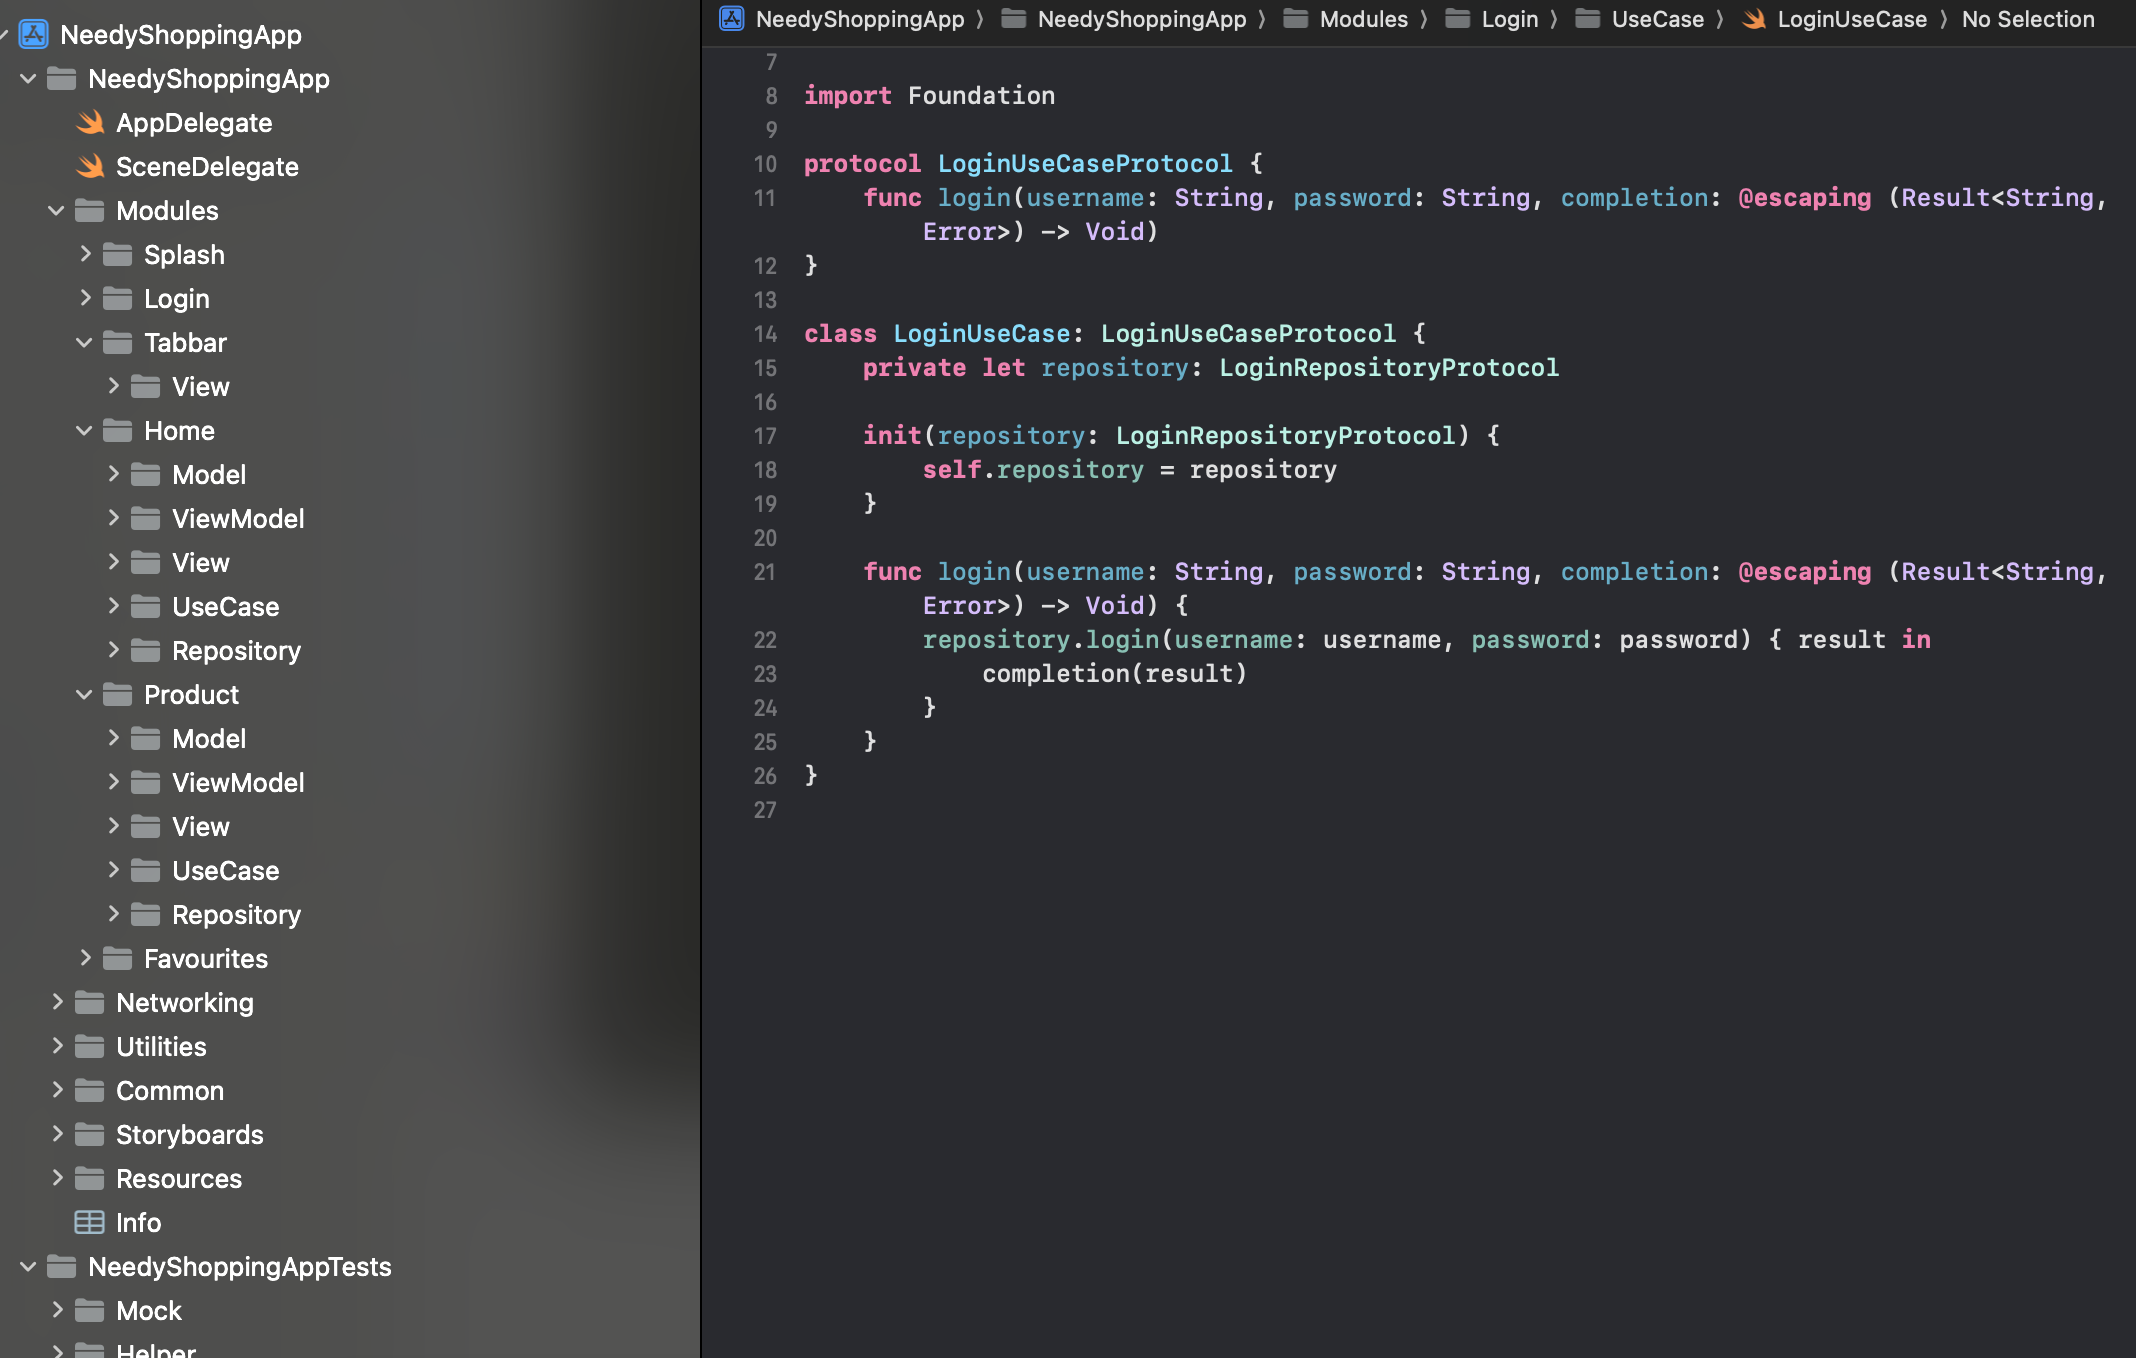 NeedyShoppingApp
NeedyShoppingApp
AppDelegate
SceneDelegate
Modules
Splash
Login
Tabbar
View
Home
Model
ViewModel
View
UseCase
Repository
Product
Model
ViewModel
View
UseCase
Repository
Favourites
Networking
Utilities
Common
Storyboards
Resources
Info
NeedyShoppingAppTests
Mock
Helper
NeedyShoppingApp 〉 NeedyShoppingApp 〉 Modules 〉 Login 〉 UseCase 〉 LoginUseCase 〉 No Selection
7
8 import Foundation
9
10 protocol LoginUseCaseProtocol {
11     func login(username: String, password: String, completion: @escaping (Result<String,
        Error>) -> Void)
12 }
13
14 class LoginUseCase: LoginUseCaseProtocol {
15     private let repository: LoginRepositoryProtocol
16
17     init(repository: LoginRepositoryProtocol) {
18         self.repository = repository
19     }
20
21     func login(username: String, password: String, completion: @escaping (Result<String,
        Error>) -> Void) {
22         repository.login(username: username, password: password) { result in
23             completion(result)
24         }
25     }
26 }
27